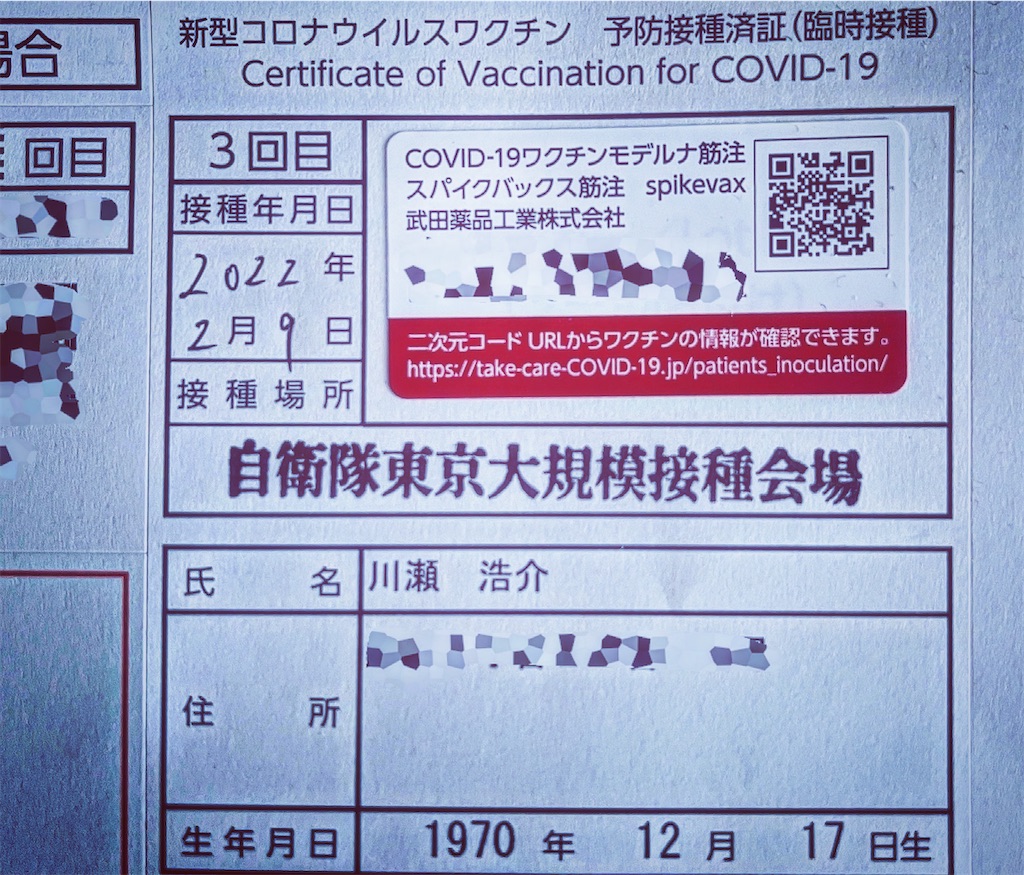 場合
新型コロナウイルスワクチン 予防接種済証(臨時接種)
Certificate of Vaccination for COVID-19
回目
3回目
接種年月日
2022年
2月9日
接種場所
COVID-19ワクチンモデルナ筋注
スパイクバックス筋注 spikevax
武田薬品工業株式会社
二次元コード URLからワクチンの情報が確認できます。
https://take-care-COVID-19.jp/patients_inoculation/
自衛隊東京大規模接種会場
氏名 川瀬 浩介
住所
生年月日 1970年 12月 17日生